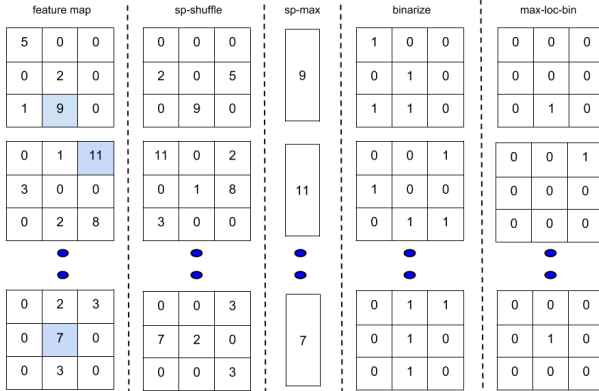 feature map sp-shuffle sp-max binarize max-loc-bin
5 0 0 0 0 0 1 0 0 0 0 0
0 2 0 2 0 5 9 0 1 0 0 0 0
1 9 0 0 9 0 1 1 0 0 1 0
0 1 11 11 0 2 0 0 1 0 0 1
3 0 0 0 1 8 11 1 0 0 0 0 0
0 2 8 3 0 0 0 1 1 0 0 0
0 2 3 0 0 3 0 1 1 0 0 0
0 7 0 7 2 0 7 0 1 0 0 1 0
0 3 0 0 0 3 0 1 0 0 0 0